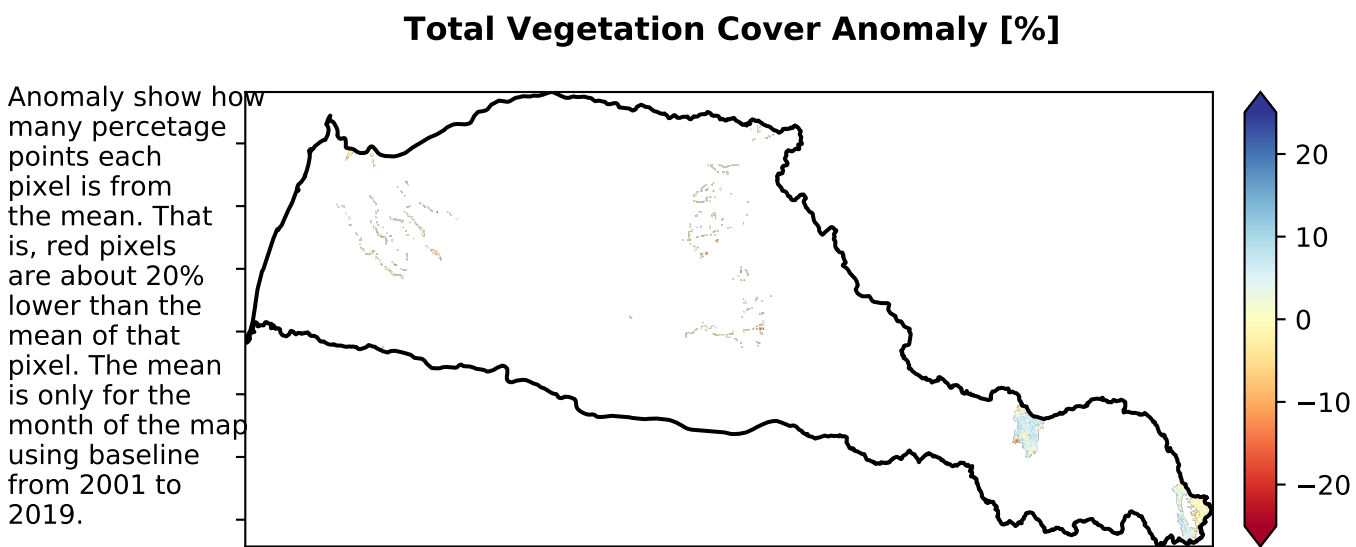 Total Vegetation Cover Anomaly [%]
Anomaly show how
many percetage
points each
pixel is from
the mean. That
is, red pixels
are about 20%
lower than the
mean of that
pixel. The mean
is only for the
month of the map
using baseline
from 2001 to
2019.
20
10
0
−10
−20